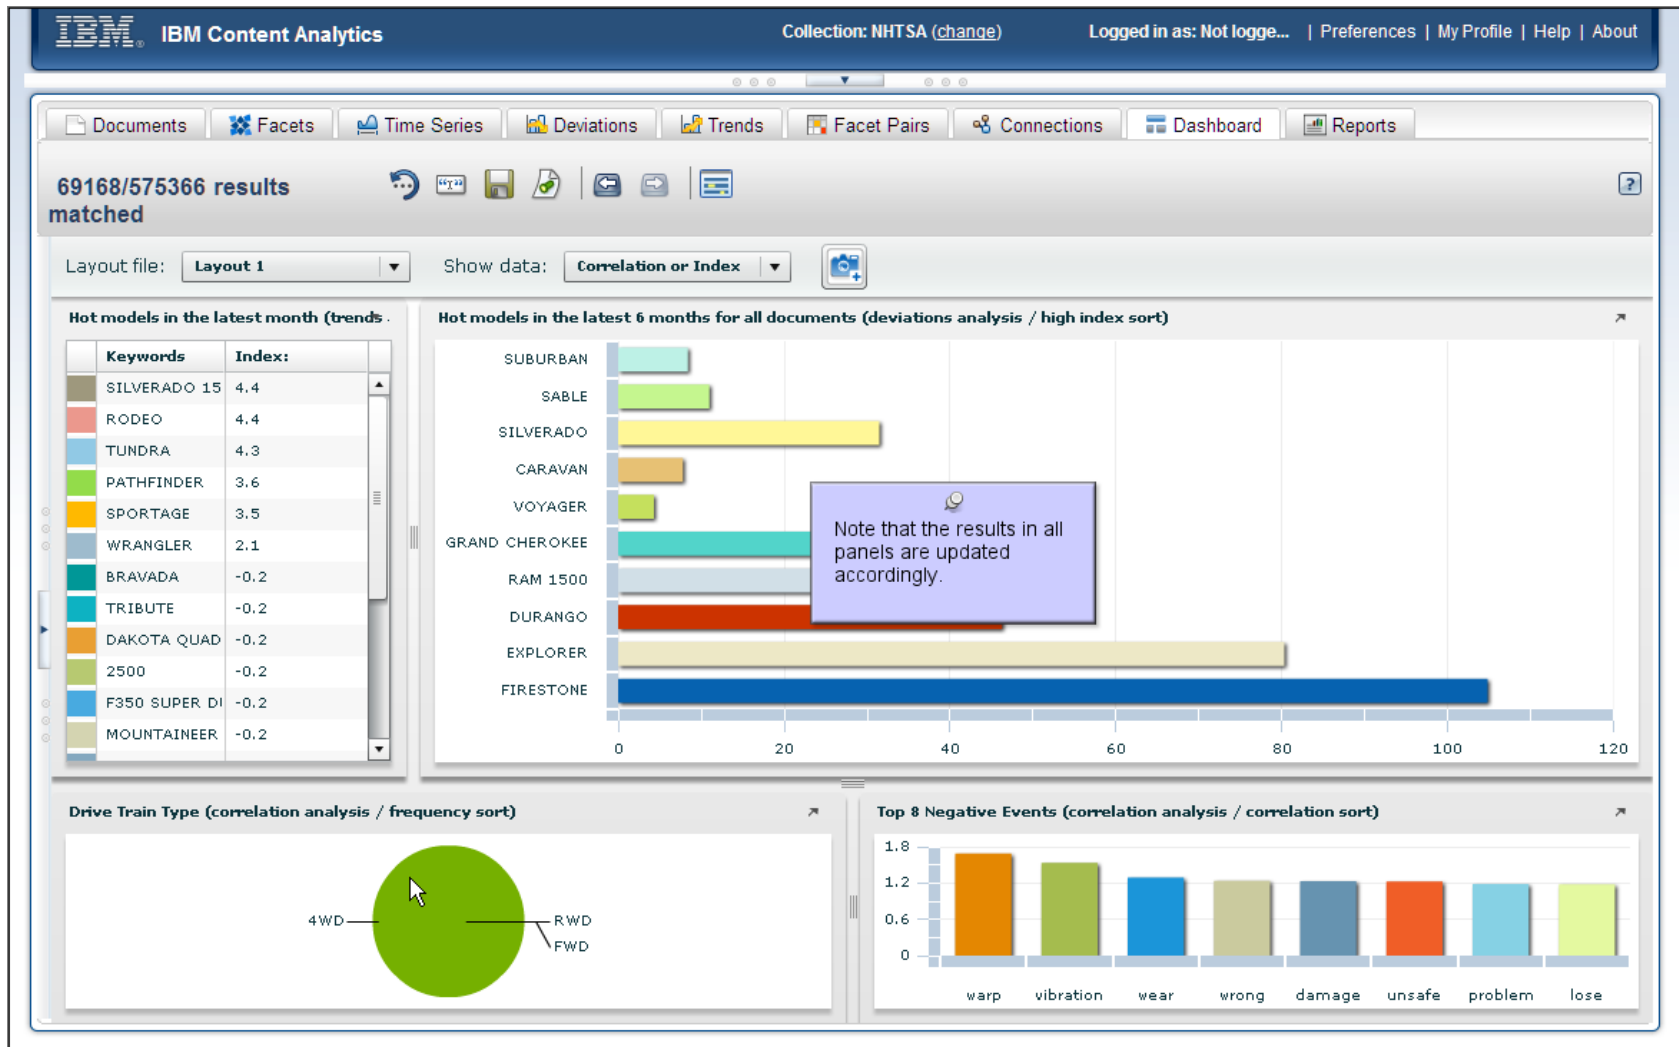 IBM® IBM Content Analytics
Collection: NHTSA (change)
Logged in as: Not logge... | Preferences | My Profile | Help | About
Documents
Facets
Time Series
Deviations
Trends
Facet Pairs
Connections
Dashboard
Reports
69168/575366 results
matched
Layout file: Layout 1
Show data: Correlation or Index
Hot models in the latest month (trends
Keywords Index:
SILVERADO 15 4.4
RODEO 4.4
TUNDRA 4.3
PATHFINDER 3.6
SPORTAGE 3.5
WRANGLER 2.1
BRAVADA -0.2
TRIBUTE -0.2
DAKOTA QUAD -0.2
2500 -0.2
F350 SUPER -0.2
MOUNTAINEER -0.2
Hot models in the latest 6 months for all documents (deviations analysis / high index sort)
SUBURBAN
SABLE
SILVERADO
CARAVAN
VOYAGER
GRAND CHEROKEE
RAM 1500
DURANGO
EXPLORER
FIRESTONE
0 20 40 60 80 100 120
Note that the results in all
panels are updated
accordingly.
Drive Train Type (correlation analysis / frequency sort)
4WD
RWD
FWD
Top 8 Negative Events (correlation analysis / correlation sort)
1.8
1.2
0.6
0
warp vibration wear wrong damage unsafe problem lose